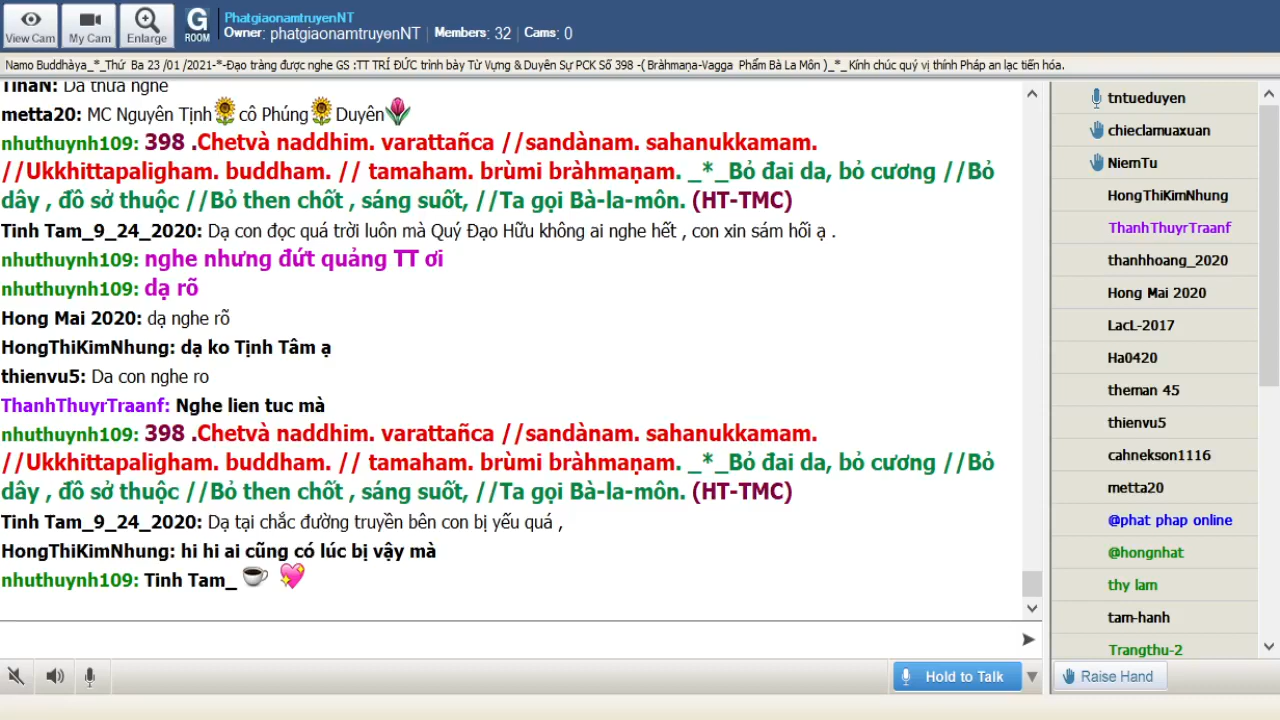 View Cam
My Cam
Enlarge
G
ROOM
PhatgiaonamtruyenNT
Owner: phatgiaonamtruyenNT | Members: 32 | Cams: 0
Namo Buddhàya_*_Thứ Ba 23 /01 /2021-*-Đạo tràng được nghe GS :TT TRÍ ĐỨC trình bày Từ Vựng & Duyên Sự PCK Số 398 -( Bràhmaṇa-Vagga Phẩm Bà La Môn )_*_ Kính chúc quý vị thính Pháp an lạc tiến hóa.
TinaN: Da thưa nghe
metta20: MC Nguyên Tịnh🌻cô Phúng🌻Duyên🌷
nhuthuynh109: 398 .Chetvà naddhim. varattañca //sandànam. sahanukkamam.
//Ukkhittapaligham. buddham. // tamaham. brùmi bràhmaṇam. _*_Bỏ đai da, bỏ cương //Bỏ
dây , đồ sở thuộc //Bỏ then chốt , sáng suốt, //Ta gọi Bà-la-môn. (HT-TMC)
Tinh Tam_9_24_2020: Dạ con đọc quá trời luôn mà Quý Đạo Hữu không ai nghe hết , con xin sám hối ạ .
nhuthuynh109: nghe nhưng đứt quảng TT ơi
nhuthuynh109: dạ rõ
Hong Mai 2020: dạ nghe rõ
HongThiKimNhung: dạ ko Tịnh Tâm ạ
thienvu5: Da con nghe ro
ThanhThuyrTraanf: Nghe lien tuc mà
nhuthuynh109: 398 .Chetvà naddhim. varattañca //sandànam. sahanukkamam.
//Ukkhittapaligham. buddham. // tamaham. brùmi bràhmaṇam. _*_Bỏ đai da, bỏ cương //Bỏ
dây , đồ sở thuộc //Bỏ then chốt , sáng suốt, //Ta gọi Bà-la-môn. (HT-TMC)
Tinh Tam_9_24_2020: Dạ tại chắc đường truyền bên con bị yếu quá ,
HongThiKimNhung: hi hi ai cũng có lúc bị vậy mà
nhuthuynh109: Tinh Tam_ ☕ 💖
tntueduyen
chieclamuaxuan
NiemTu
HongThiKimNhung
ThanhThuyrTraanf
thanhhoang_2020
Hong Mai 2020
LacL-2017
Ha0420
theman 45
thienvu5
cahnekson1116
metta20
@phat phap online
@hongnhat
thy lam
tam-hanh
Trangthu-2
Hold to Talk
Raise Hand